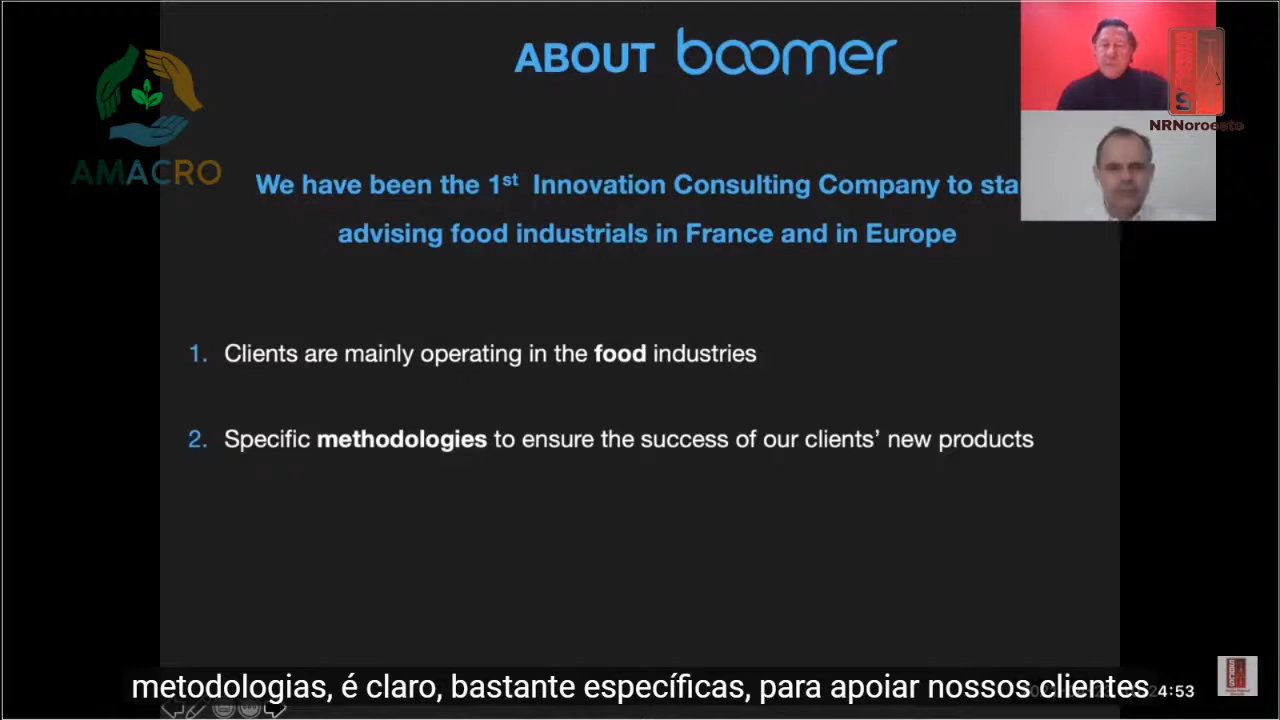 ABOUT boomer
AMACRO
NRNoroeste
We have been the 1st Innovation Consulting Company to sta
advising food industrials in France and in Europe
1. Clients are mainly operating in the food industries
2. Specific methodologies to ensure the success of our clients’ new products
metodologias, é claro, bastante específicas, para apoiar nossos clientes
4:53